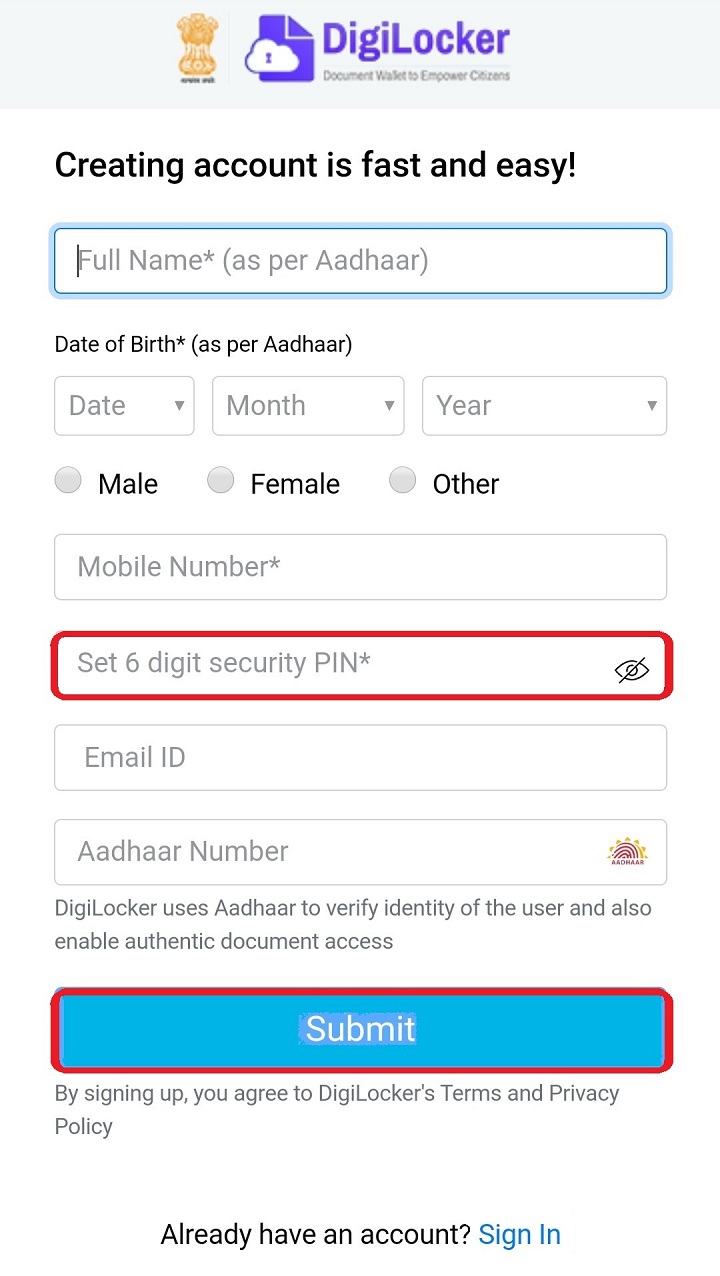 DigiLocker
Document Wallet to Empower Citizens
Creating account is fast and easy!
Full Name* (as per Aadhaar)
Date of Birth* (as per Aadhaar)
Date Month Year
Male Female Other
Mobile Number*
Set 6 digit security PIN*
Email ID
Aadhaar Number
AADHAAR
DigiLocker uses Aadhaar to verify identity of the user and also
enable authentic document access
Submit
By signing up, you agree to DigiLocker's Terms and Privacy
Policy
Already have an account? Sign In